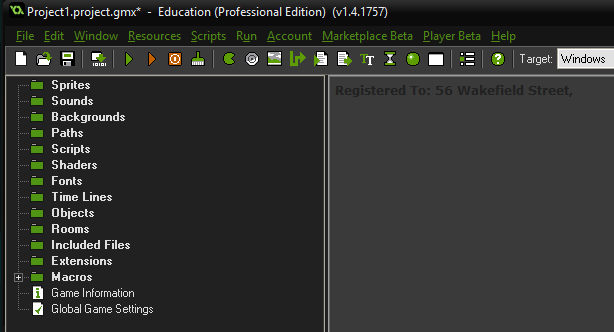 Project1.project.gmx* - Education (Professional Edition) (v1.4.1757)
File Edit Window Resources Scripts Run Account Marketplace Beta Player Beta Help
Target: Windows
Registered To: 56 Wakefield Street,
Sprites
Sounds
Backgrounds
Paths
Scripts
Shaders
Fonts
Time Lines
Objects
Rooms
Included Files
Extensions
Macros
Game Information
Global Game Settings